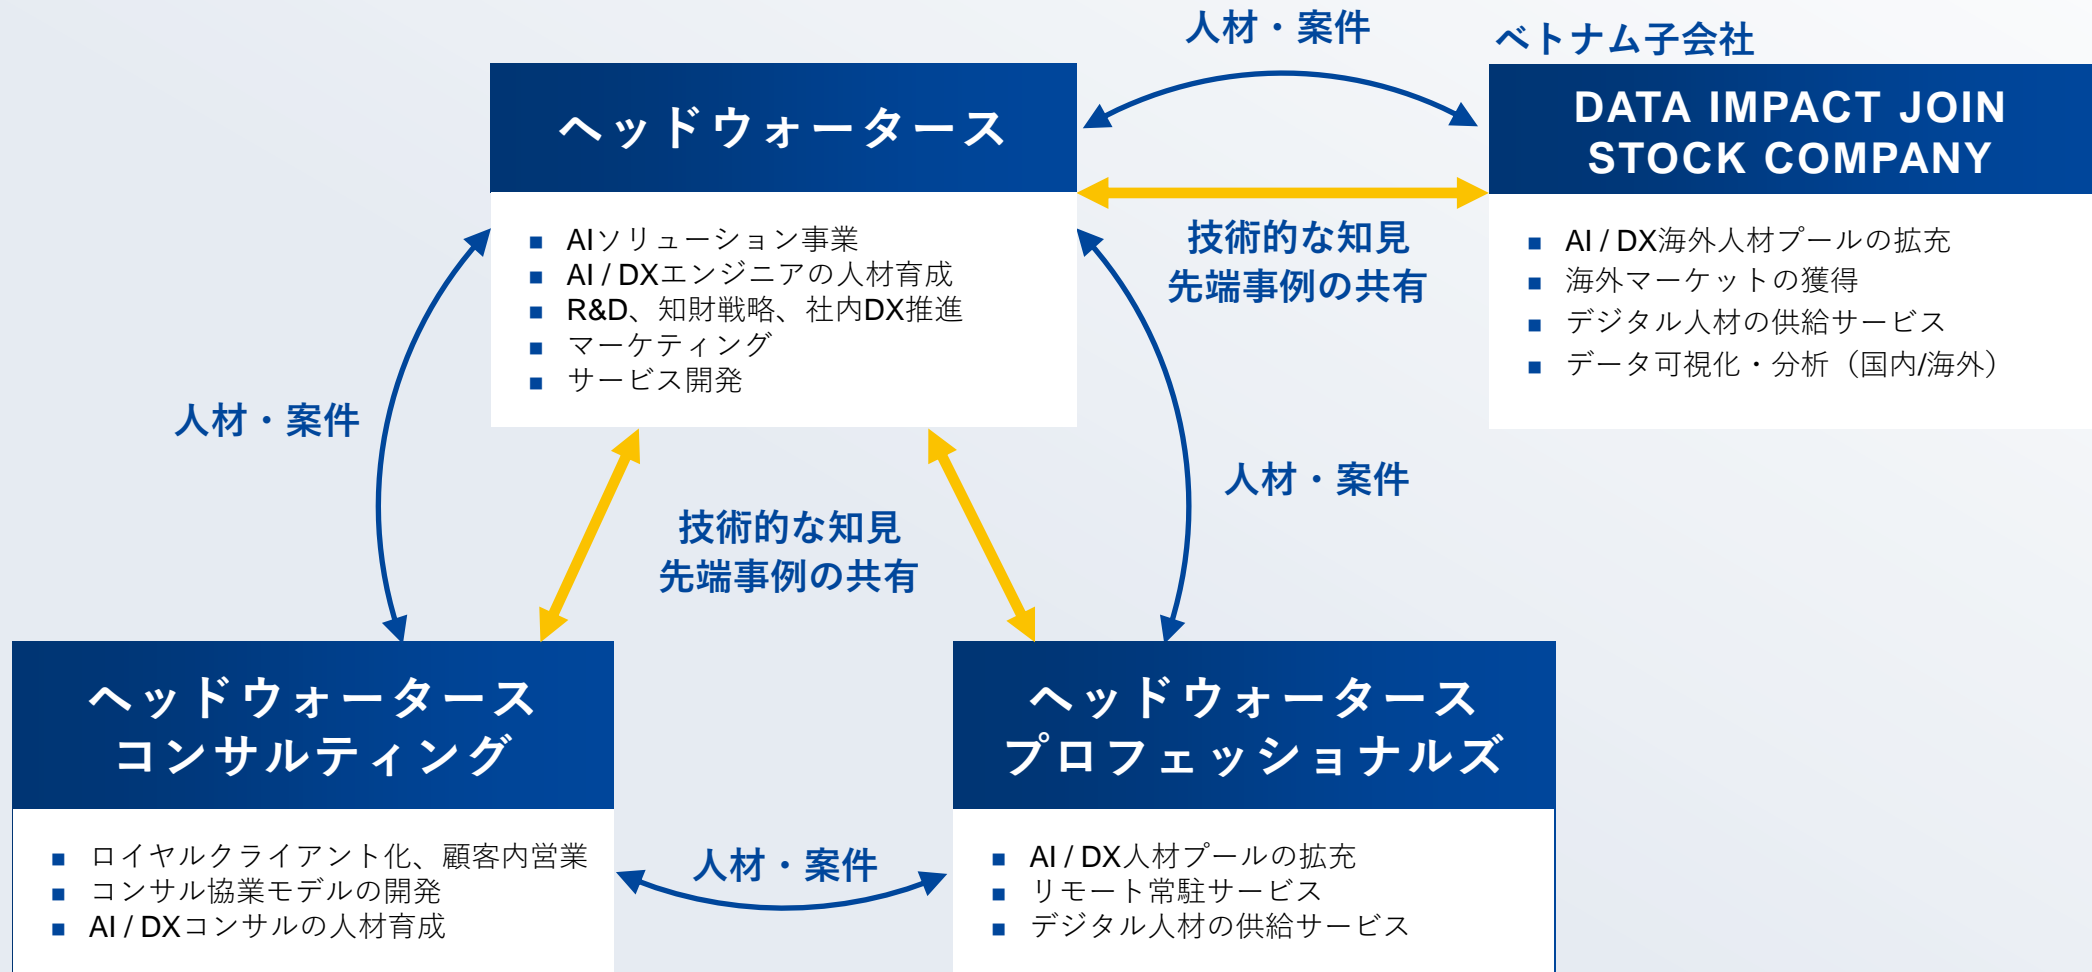 人材・案件
ベトナム子会社
ヘッドウォータース
DATA IMPACT JOIN
STOCK COMPANY
AIソリューション事業
AI / DXエンジニアの人材育成
R&D、知財戦略、社内DX推進
マーケティング
サービス開発
技術的な知見
先端事例の共有
AI / DX海外人材プールの拡充
海外マーケットの獲得
デジタル人材の供給サービス
データ可視化・分析（国内/海外）
人材・案件
人材・案件
技術的な知見
先端事例の共有
ヘッドウォータース
コンサルティング
ヘッドウォータース
プロフェッショナルズ
ロイヤルクライアント化、顧客内営業
コンサル協業モデルの開発
AI / DXコンサルの人材育成
人材・案件
AI / DX人材プールの拡充
リモート常駐サービス
デジタル人材の供給サービス